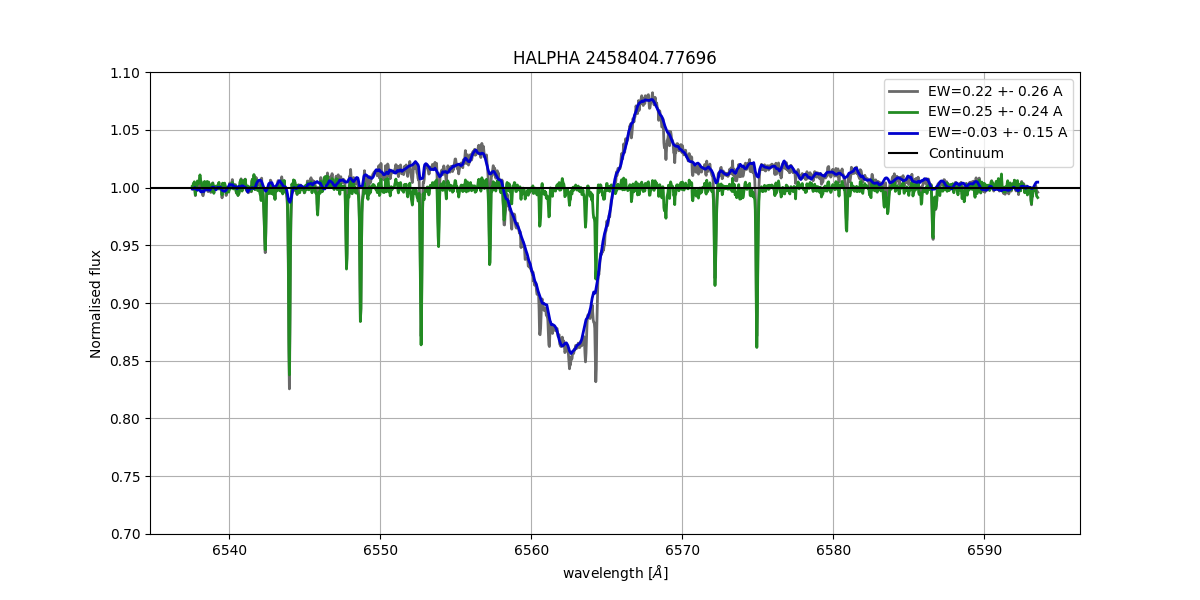 HALPHA 2458404.77696
EW=0.22 +- 0.26 A
EW=0.25 +- 0.24 A
EW=-0.03 +- 0.15 A
Continuum
1.10
1.05
1.00
0.95
0.90
0.85
0.80
0.75
0.70
Normalised flux
6540 6550 6560 6570 6580 6590
wavelength [Å]